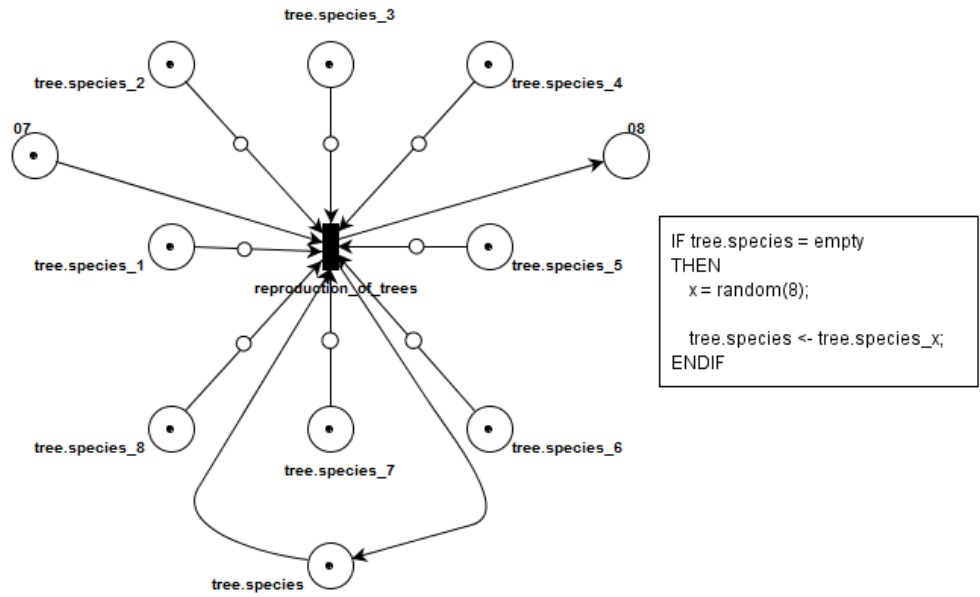 tree.species_3
tree.species_2
tree.species_4
07
08
tree.species_1
tree.species_5
reproduction_of_trees
tree.species_8
tree.species_7
tree.species_6
tree.species
IF tree.species = empty
THEN
x = random(8);
tree.species <- tree.species_x;
ENDIF